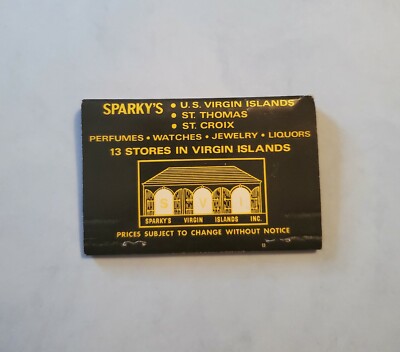 SPARKY'S • U.S. VIRGIN ISLANDS
• ST. THOMAS
• ST. CROIX
PERFUMES • WATCHES • JEWELRY • LIQUORS
13 STORES IN VIRGIN ISLANDS
S V I
SPARKY'S VIRGIN ISLANDS INC.
PRICES SUBJECT TO CHANGE WITHOUT NOTICE